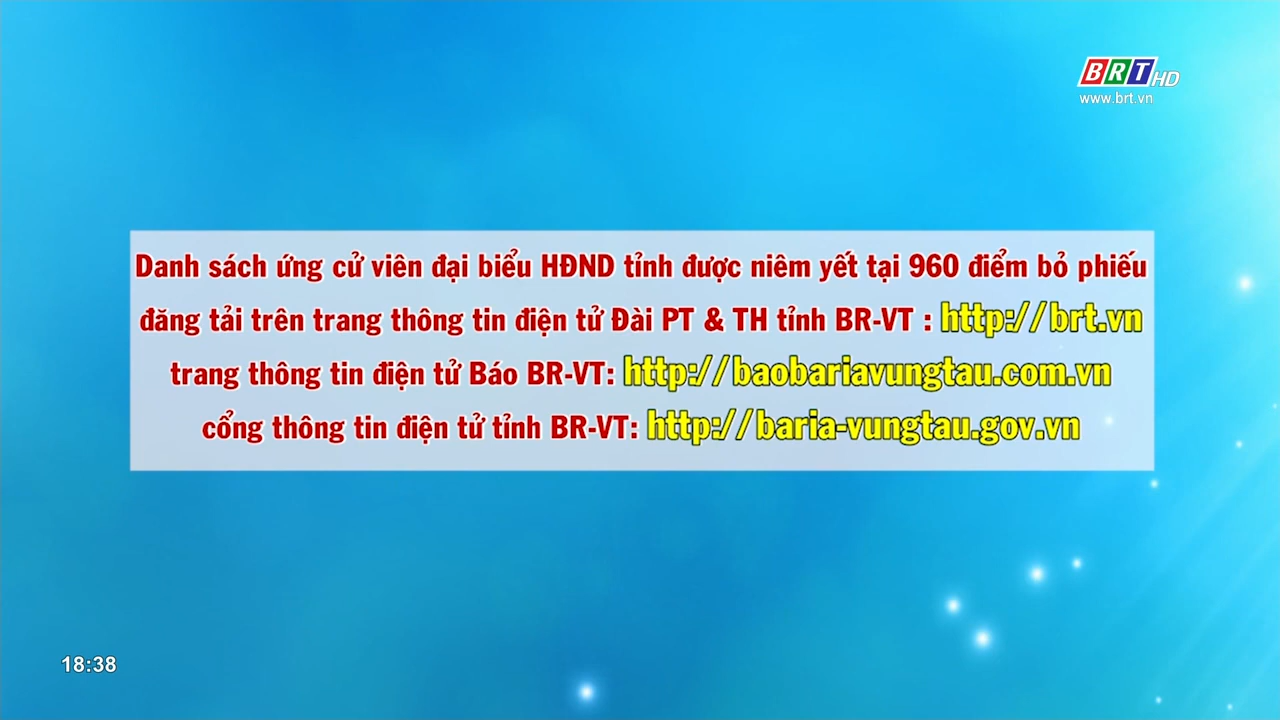 BRT HD
www.brt.vn
Danh sách ứng cử viên đại biểu HĐND tỉnh được niêm yết tại 960 điểm bỏ phiếu
đăng tải trên trang thông tin điện tử Đài PT & TH tỉnh BR-VT : http://brt.vn
trang thông tin điện tử Báo BR-VT: http://baobariavungtau.com.vn
cổng thông tin điện tử tỉnh BR-VT: http://baria-vungtau.gov.vn
18:38